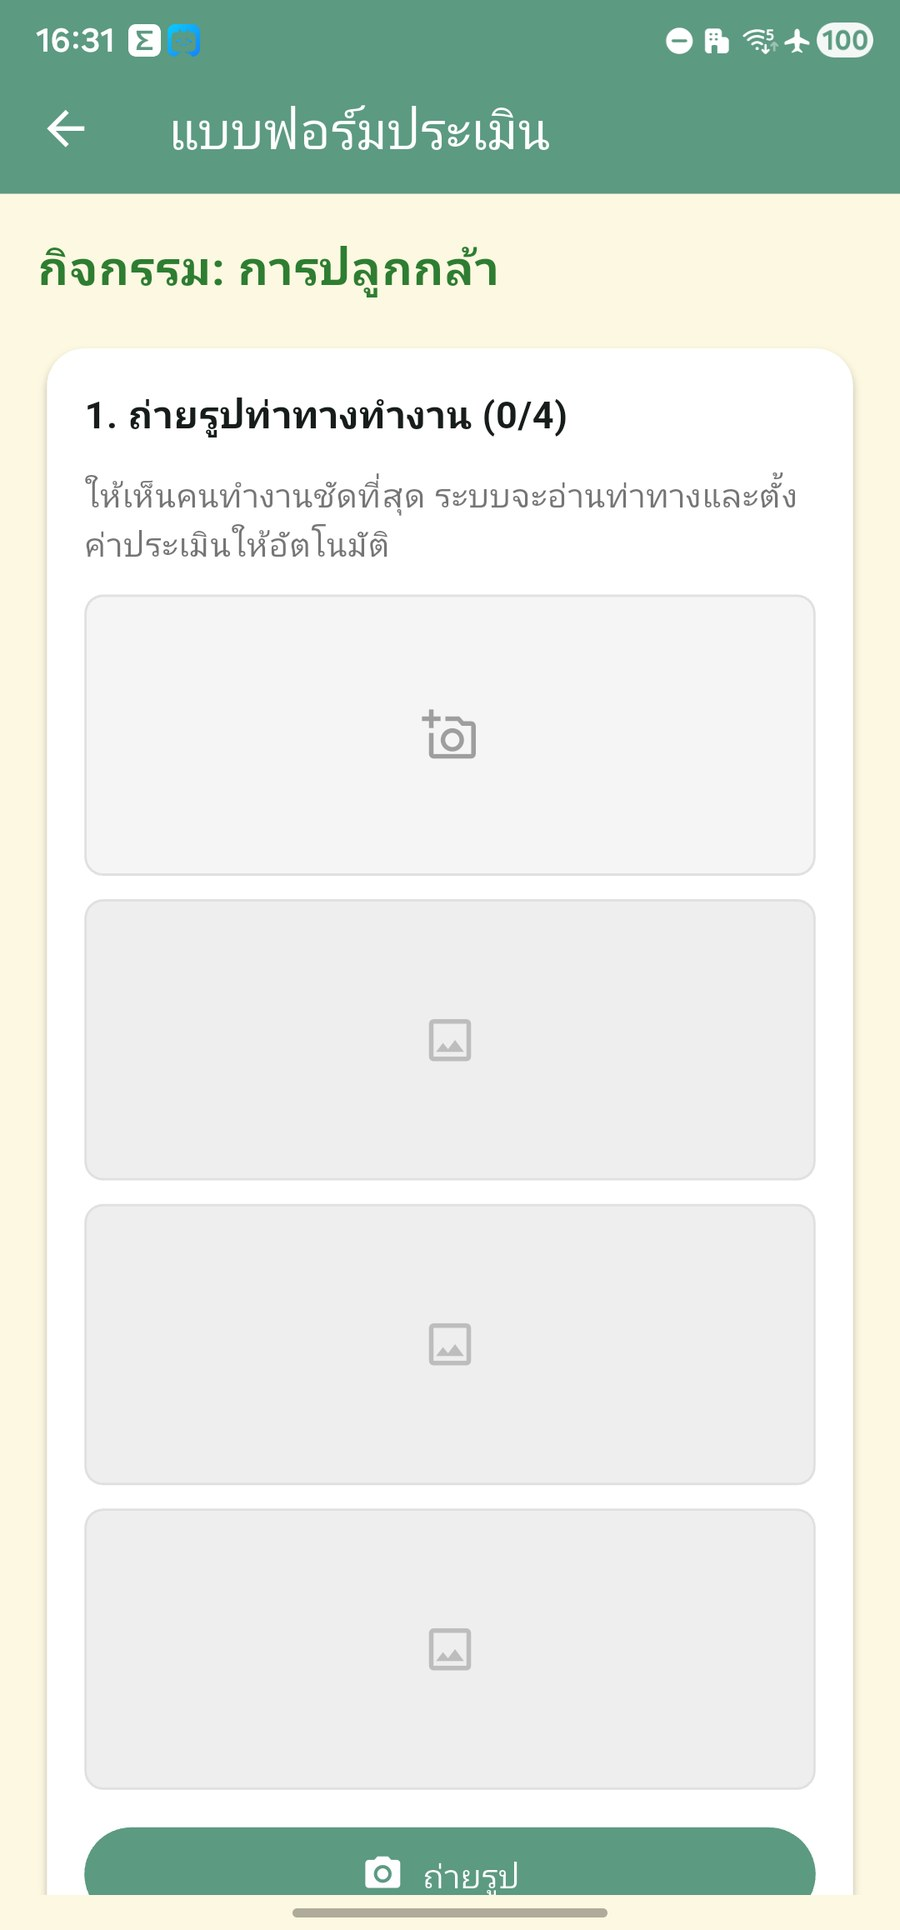 16:31
5
100
แบบฟอร์มประเมิน
กิจกรรม: การปลูกกล้า
1. ถ่ายรูปท่าทางทำงาน (0/4)
ให้เห็นคนทำงานชัดที่สุด ระบบจะอ่านท่าทางและตั้ง
ค่าประเมินให้อัตโนมัติ
ถ่ายรูป